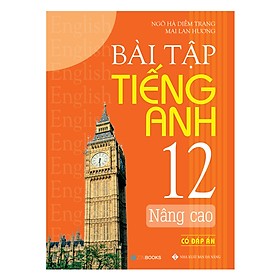 NGÔ HÀ DIỄM TRANG
MAI LAN HƯƠNG
BÀI TẬP
TIẾNG
ANH
12
Nâng cao
CÓ ĐÁP ÁN